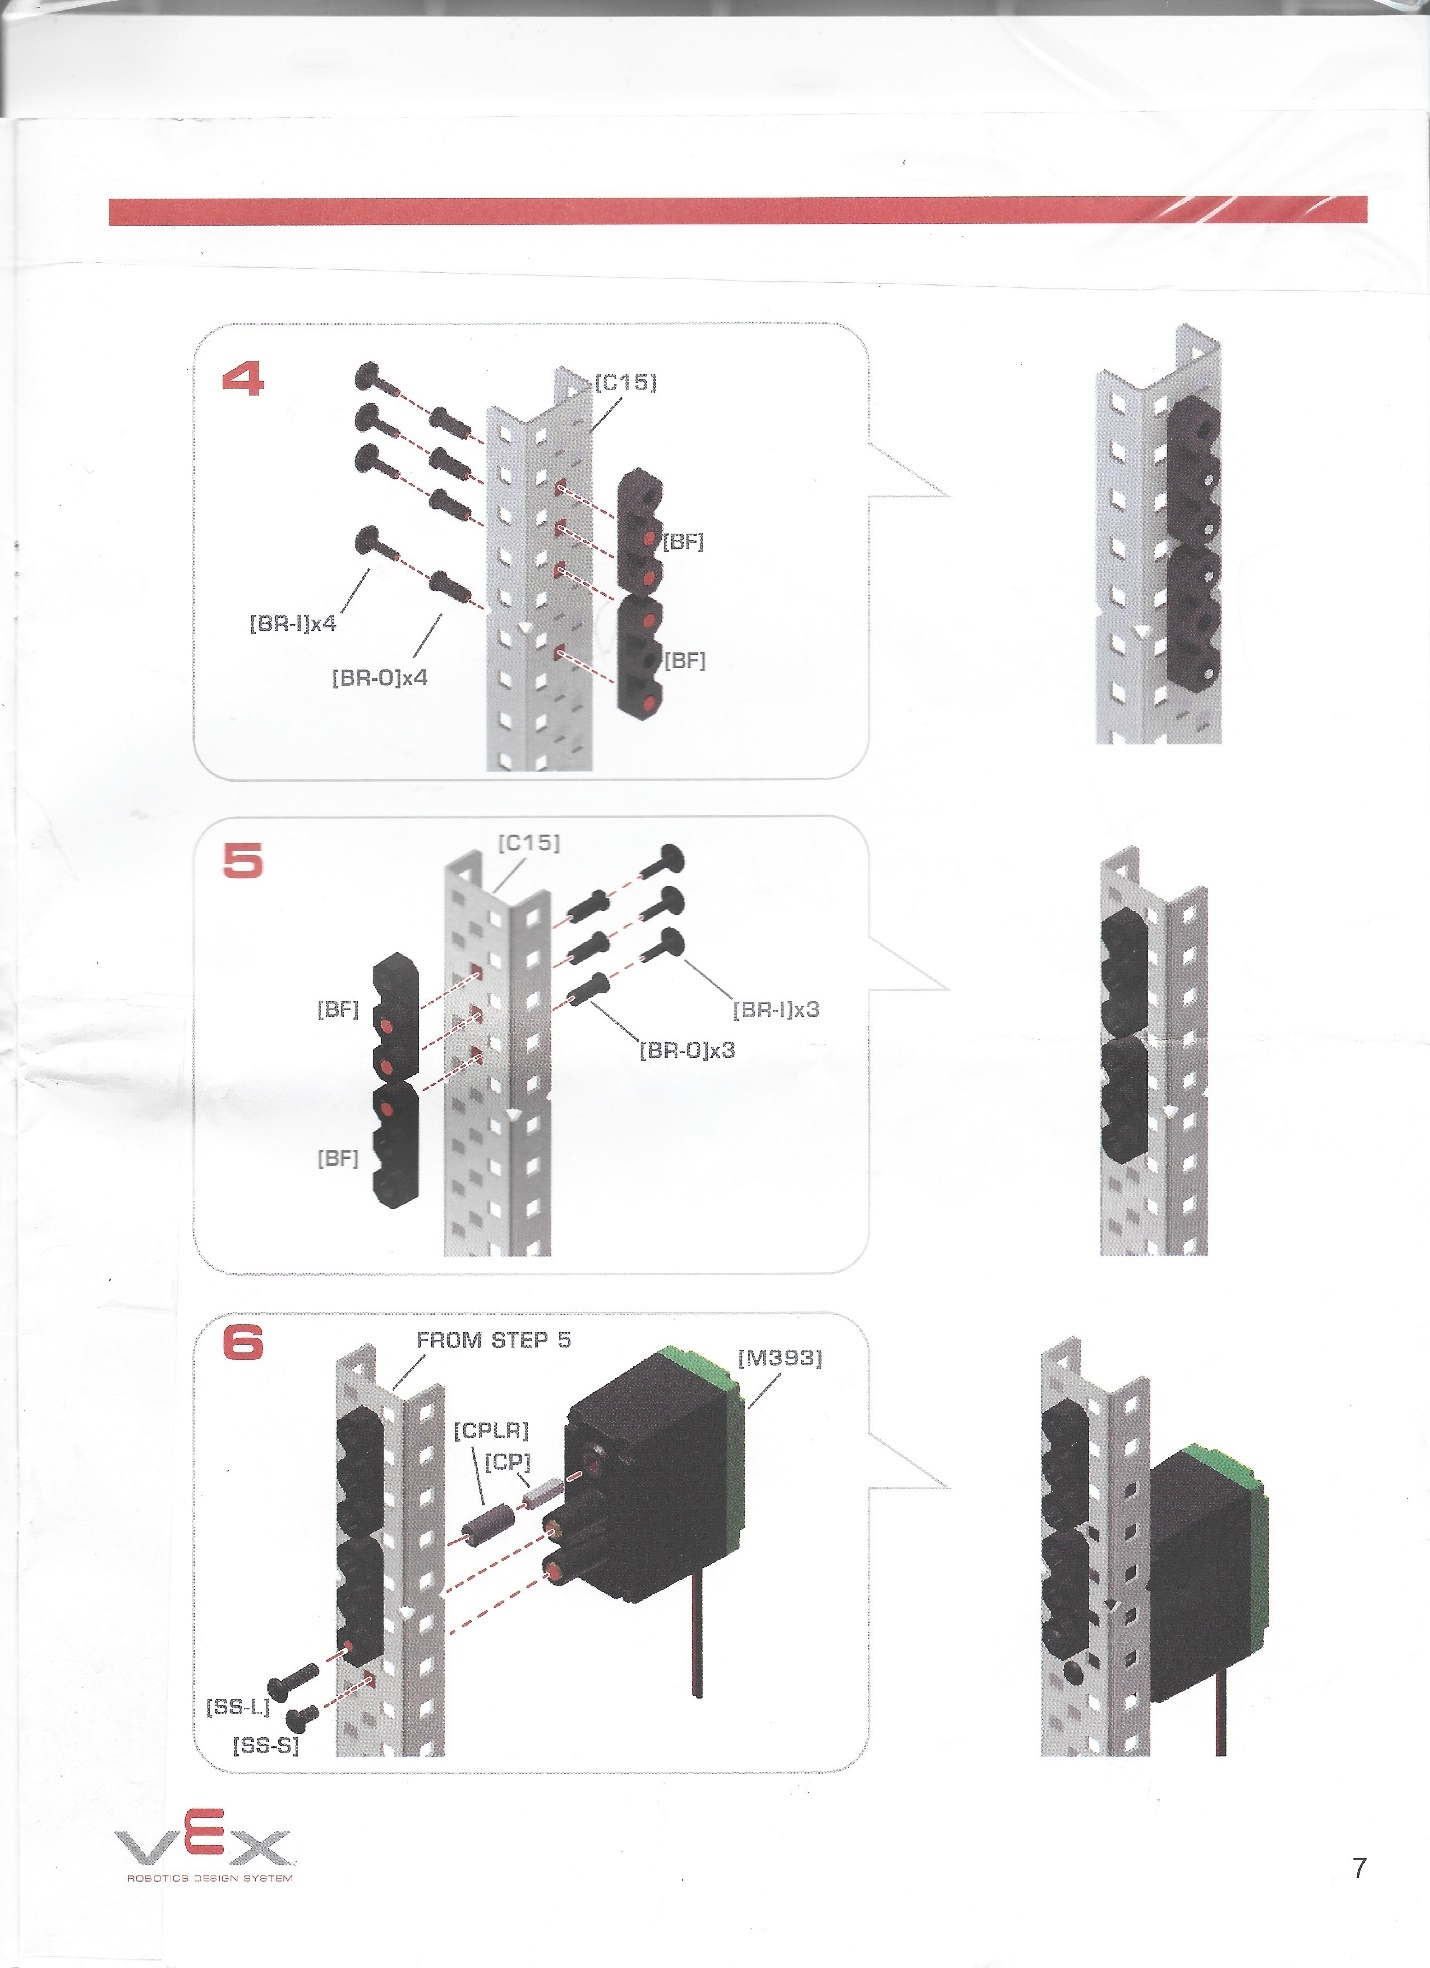 4
[C15]
[BF]
[BR-I]x4
[BF]
[BR-O]x4
5
[C15]
[BF]
[BR-I]x3
[BR-O]x3
[BF]
6
FROM STEP 5
[M393]
[CPLR]
[CP]
[SS-L]
[SS-S]
VEX
ROBOTICS DESIGN SYSTEM
7